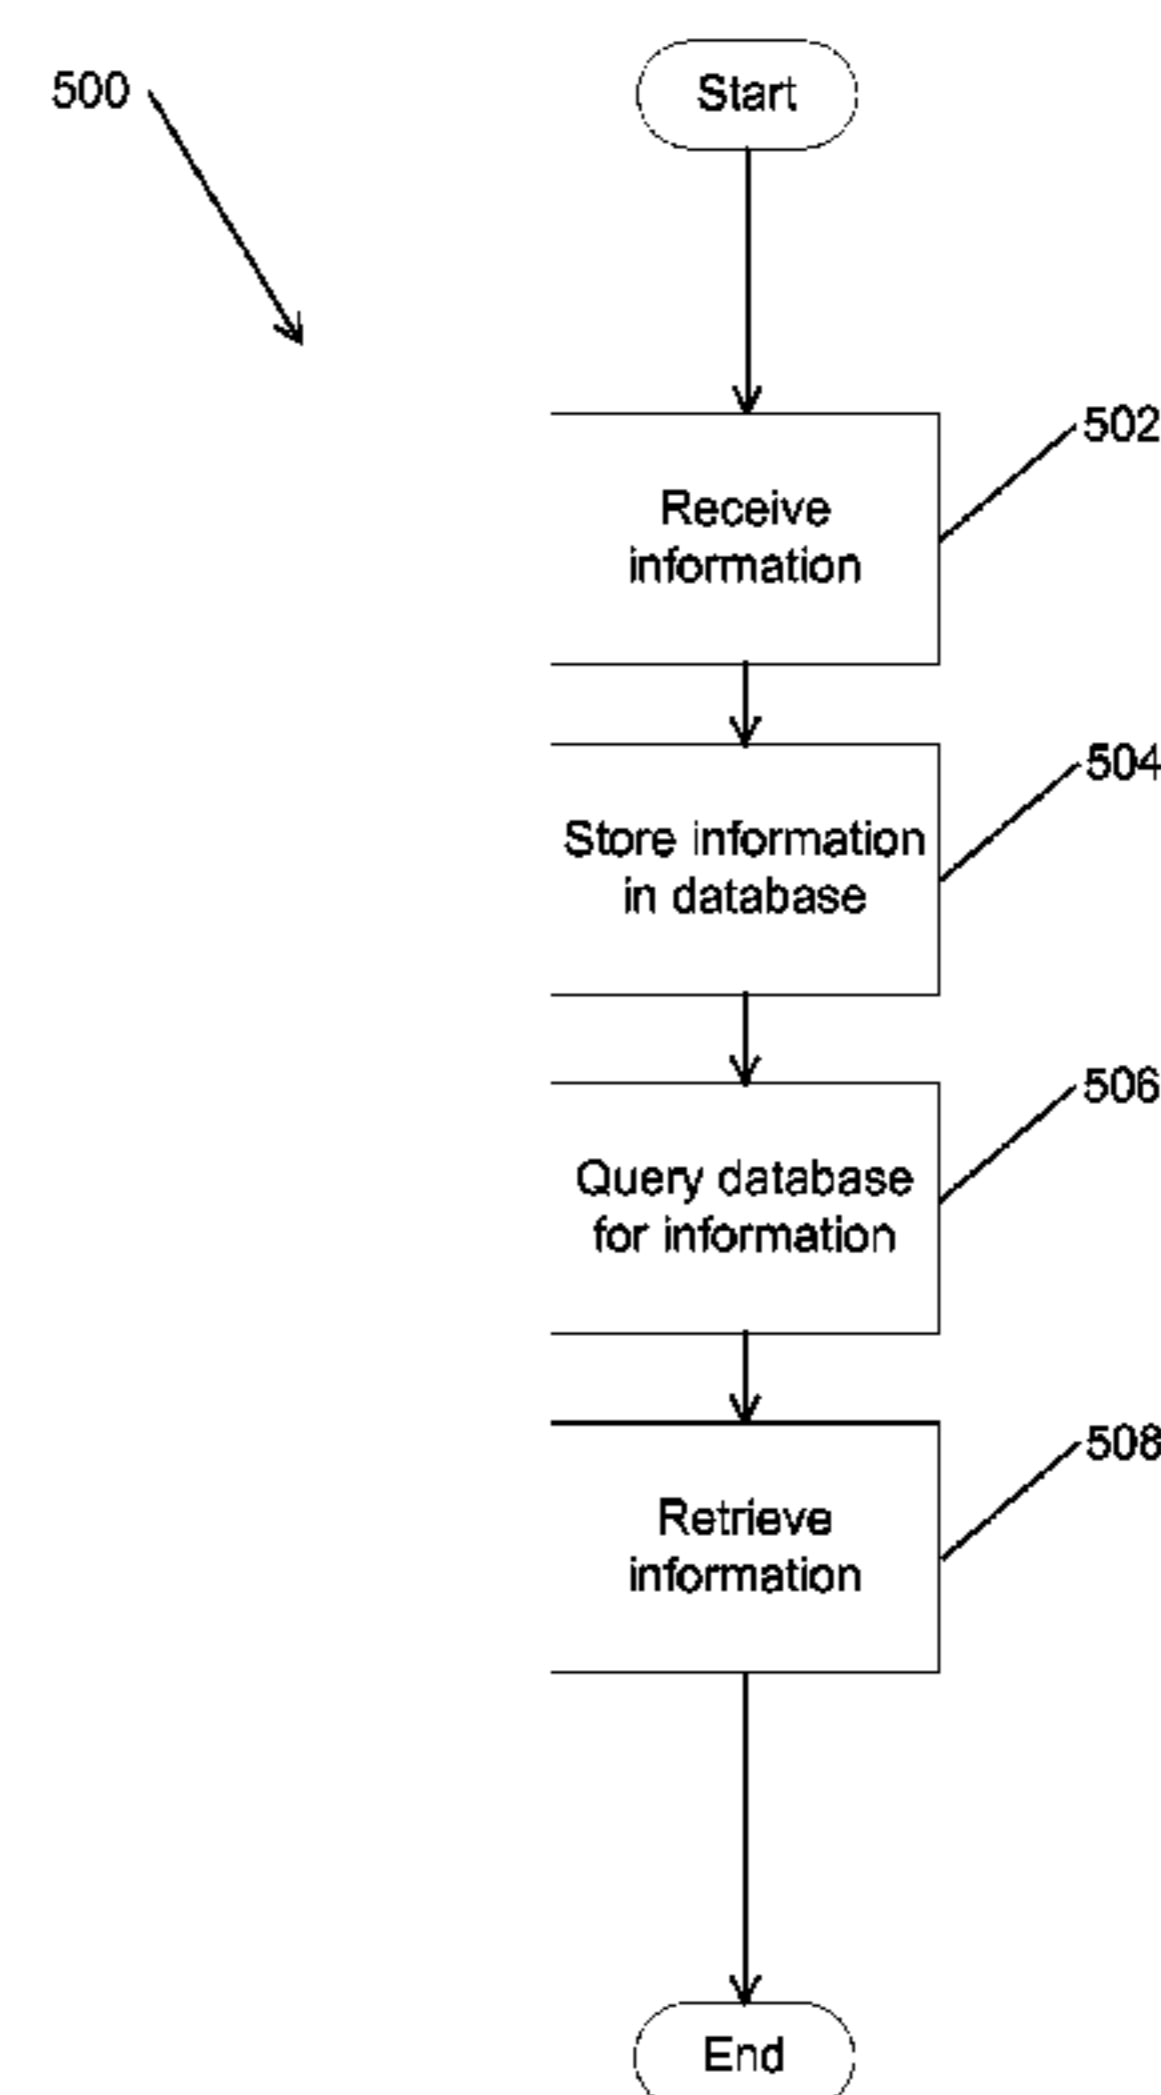 500
Start
502
Receive
information
504
Store information
in database
506
Query database
for information
508
Retrieve
information
End